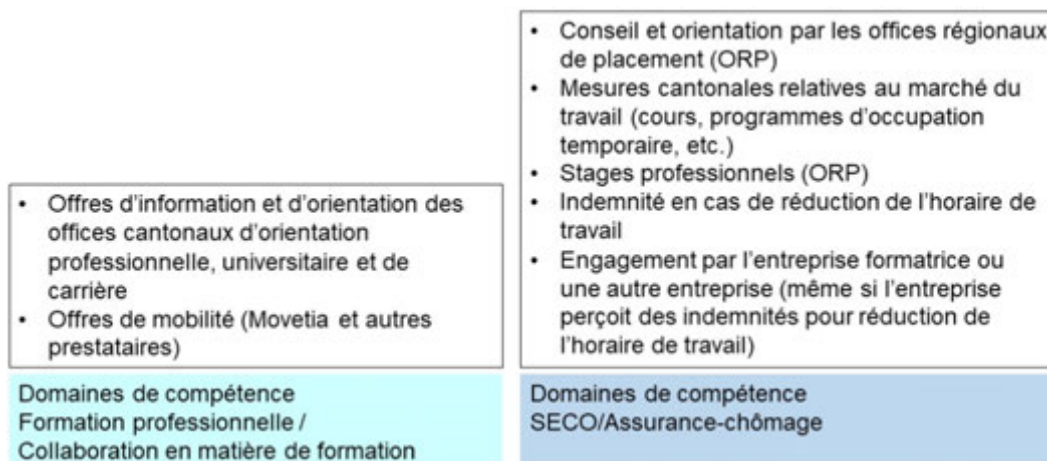 • Offres d'information et d'orientation des
offices cantonaux d'orientation
professionnelle, universitaire et de
carrière
• Offres de mobilité (Movetia et autres
prestataires)
Domaines de compétence
Formation professionnelle /
Collaboration en matière de formation
• Conseil et orientation par les offices régionaux
de placement (ORP)
• Mesures cantonales relatives au marché du
travail (cours, programmes d'occupation
temporaire, etc.)
• Stages professionnels (ORP)
• Indemnité en cas de réduction de l'horaire de
travail
• Engagement par l'entreprise formatrice ou
une autre entreprise (même si l'entreprise
perçoit des indemnités pour réduction de
l'horaire de travail)
Domaines de compétence
SECO/Assurance-chômage